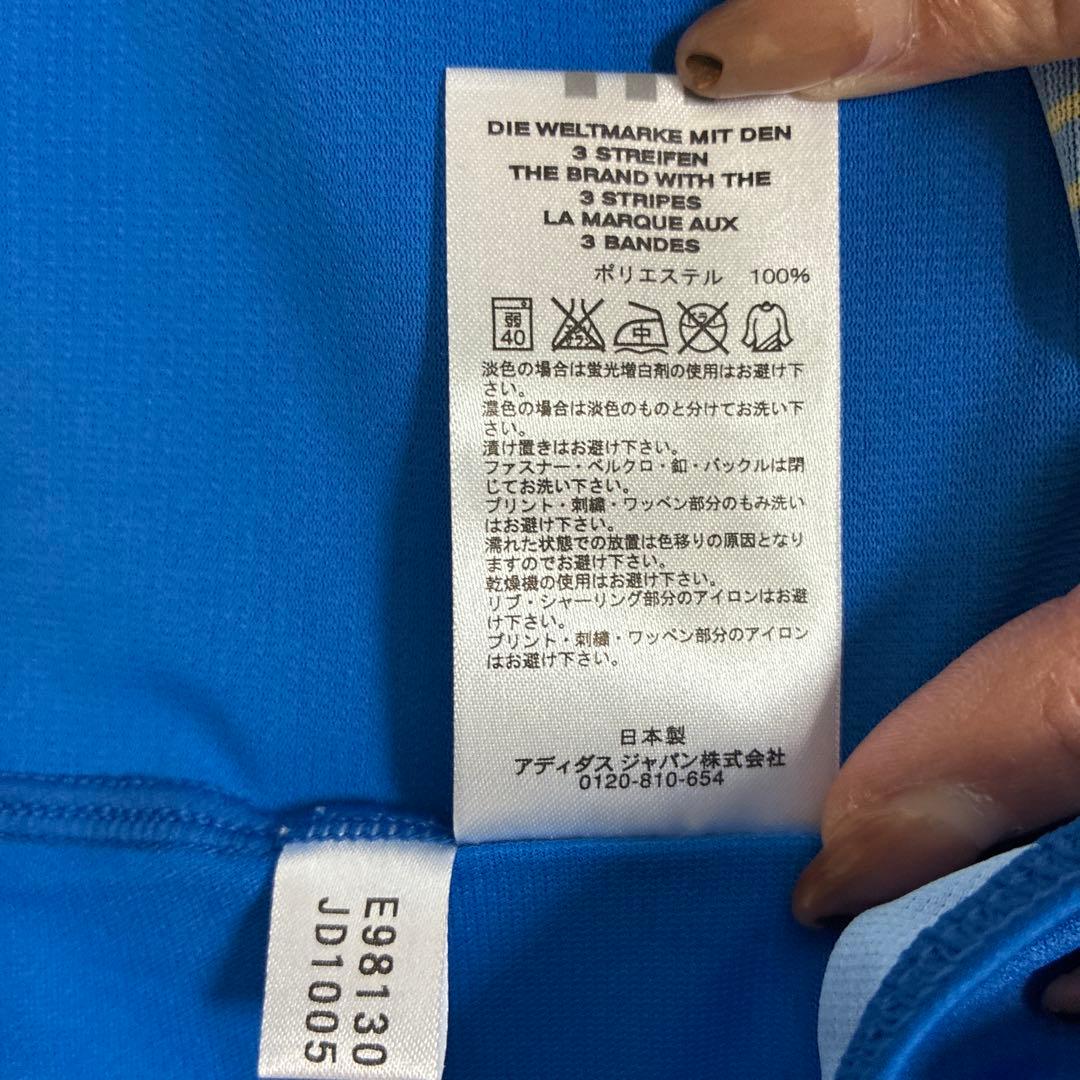 DIE WELTMARKE MIT DEN
3 STREIFEN
THE BRAND WITH THE
3 STRIPES
LA MARQUE AUX
3 BANDES
ポリエステル 100%
弱
40
エンソ
サラシ
中
ドライ
淡色の場合は蛍光増白剤の使用はお避け下
さい。
濃色の場合は淡色のものと分けてお洗い下
さい。
漬け置きはお避け下さい。
ファスナー・ベルクロ・釦・バックルは閉
じてお洗い下さい。
プリント・刺繍・ワッペン部分のもみ洗い
はお避け下さい。
濡れた状態での放置は色移りの原因となり
ますのでお避け下さい。
乾燥機の使用はお避け下さい。
リブ・シャーリング部分のアイロンはお避
け下さい。
プリント・刺繍・ワッペン部分のアイロン
はお避け下さい。
日本製
アディダス ジャパン株式会社
0120-810-654
E98130
JD1005